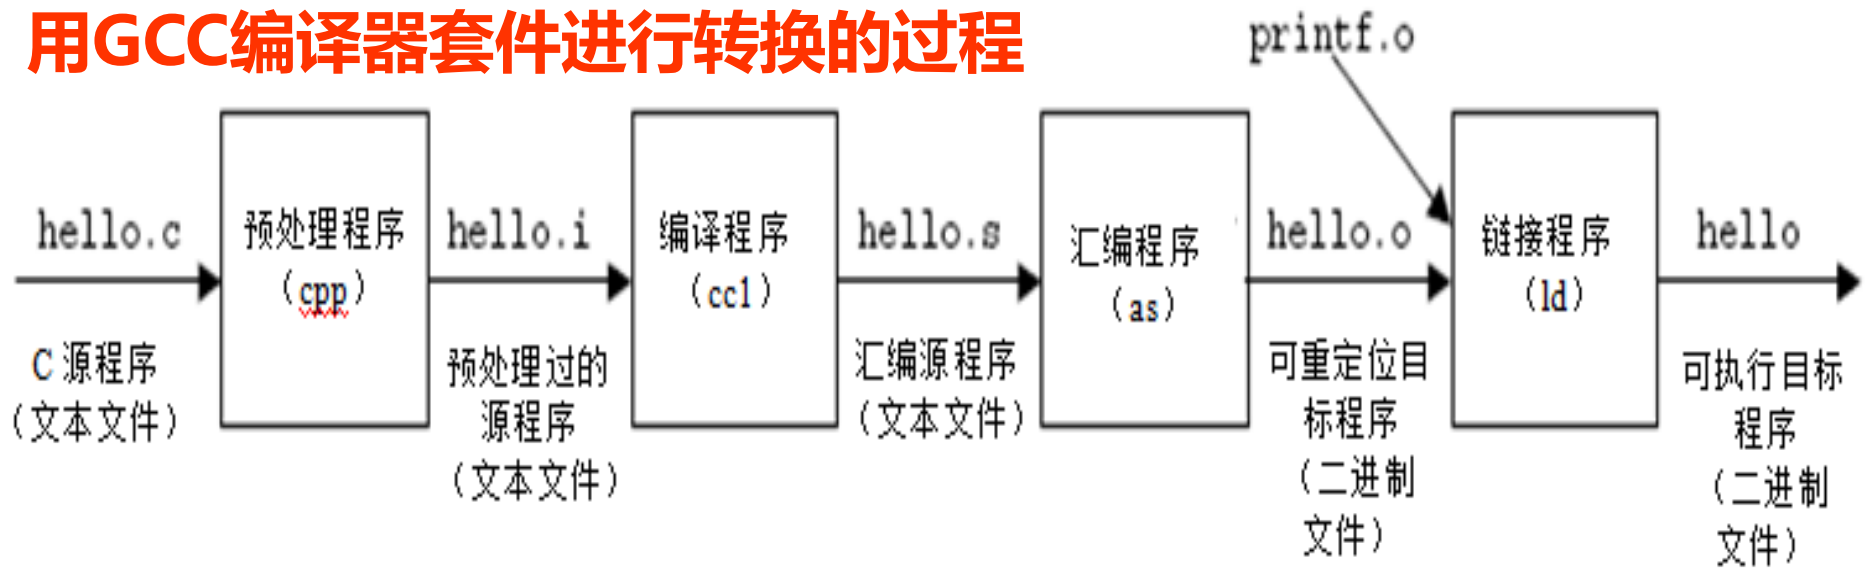 用GCC编译器套件进行转换的过程
printf.o
hello.c
预处理程序
（cpp）
hello.i
编译程序
（cc1）
hello.s
汇编程序
（as）
hello.o
链接程序
（ld）
hello
C 源程序
（文本文件）
预处理过的
源程序
（文本文件）
汇编源程序
（文本文件）
可重定位目
标程序
（二进制
文件）
可执行目标
程序
（二进制
文件）